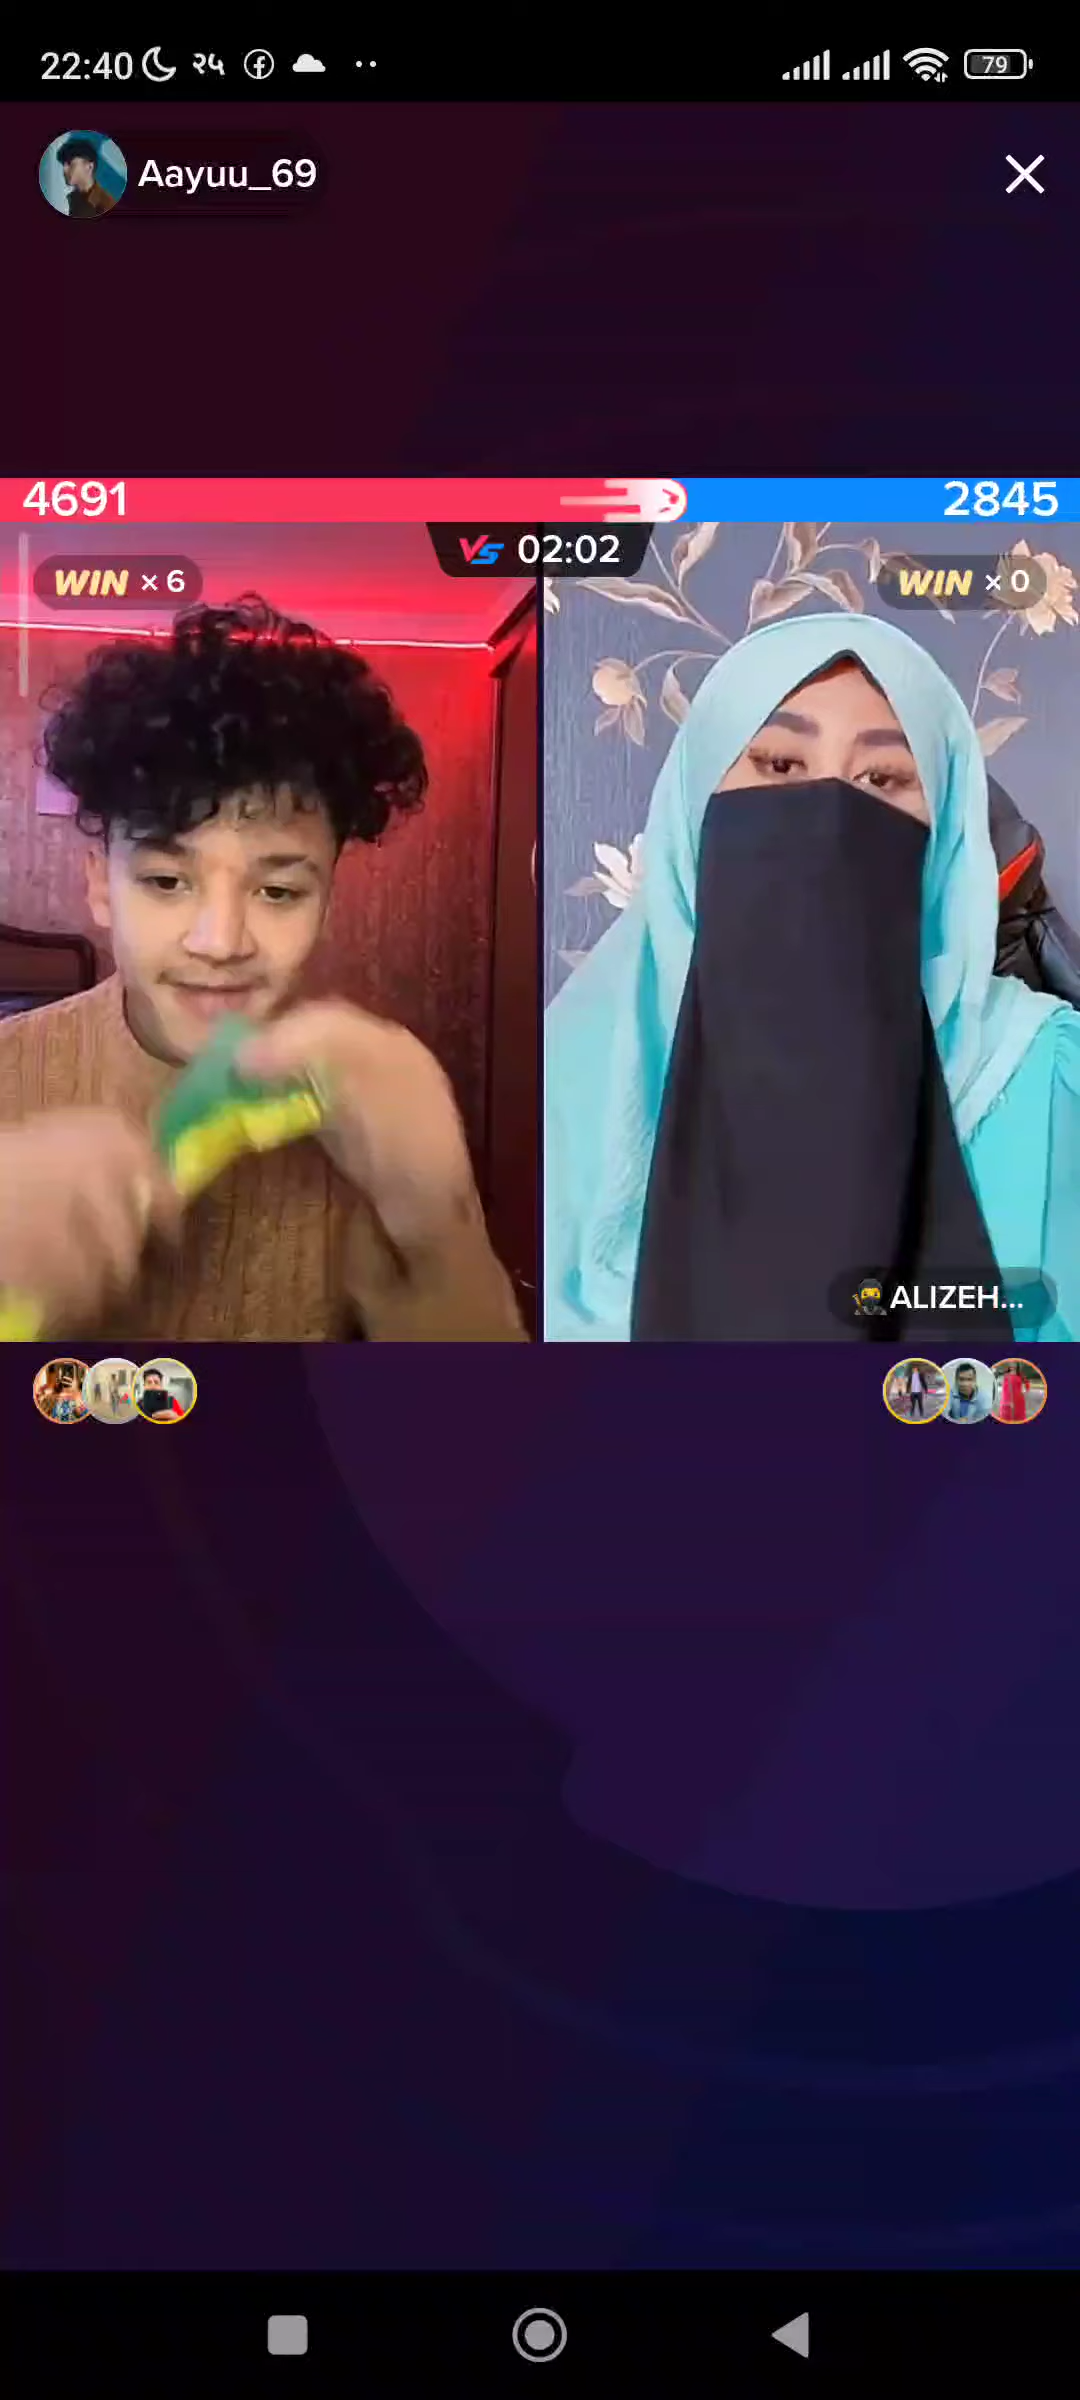 22:40 २५
79
Aayuu_69
4691 2845
VS 02:02
WIN × 6 WIN × 0
ALIZEH...